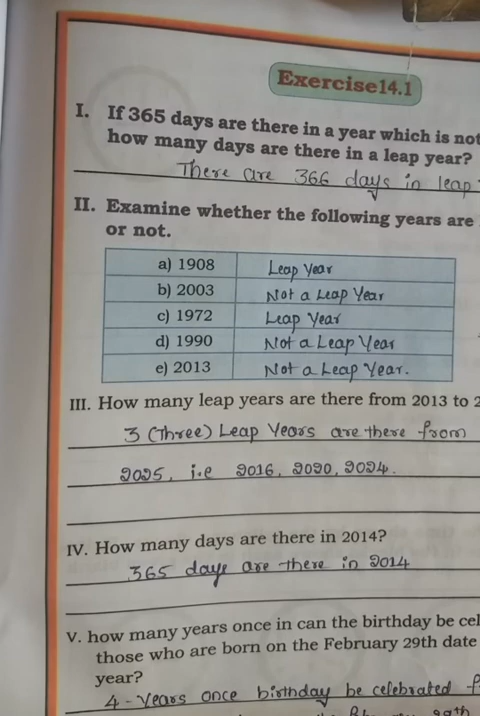 Exercise14.1
I. If 365 days are there in a year which is not
how many days are there in a leap year?
There are 366 days in leap
II. Examine whether the following years are
or not.
a) 1908 Leap Year
b) 2003 Not a Leap Year
c) 1972 Leap Year
d) 1990 Not a Leap Year
e) 2013 Not a Leap Year.
III. How many leap years are there from 2013 to 2
3 (Three) Leap Years are there from
2025, i.e 2016, 2020, 2024.
IV. How many days are there in 2014?
365 days are there in 2014
V. how many years once in can the birthday be cel
those who are born on the February 29th date
year?
4-Years once birthday be celebrated f
29th